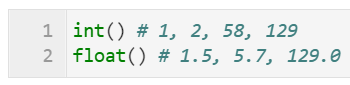 1 int() # 1, 2, 58, 129
2 float() # 1.5, 5.7, 129.0